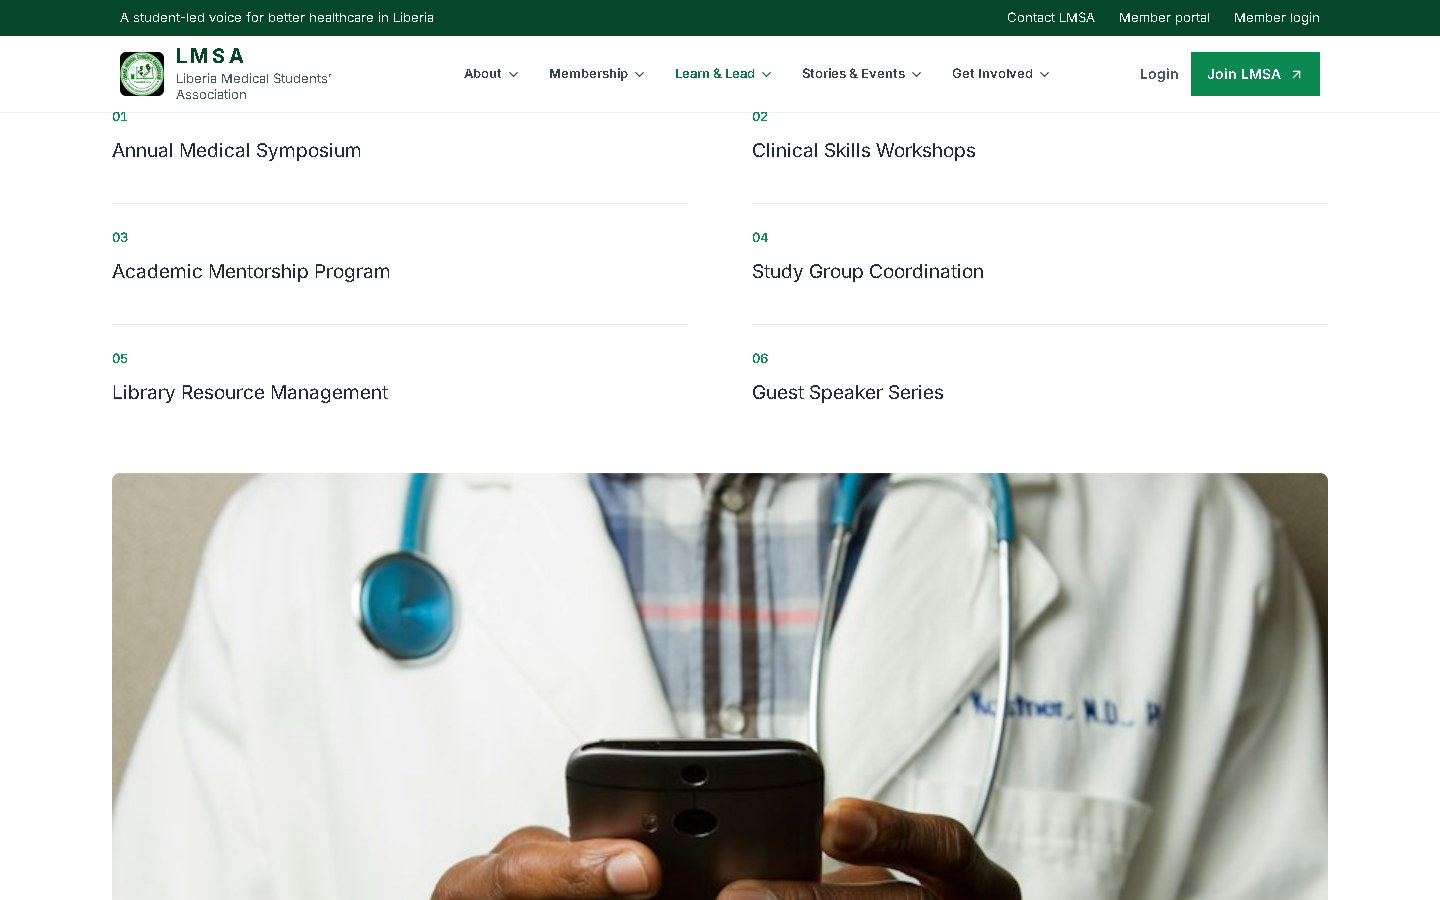 A student-led voice for better healthcare in Liberia
Contact LMSA Member portal Member login
LMSA
Liberia Medical Students'
Association
About Membership Learn & Lead Stories & Events Get Involved
Login Join LMSA
01
Annual Medical Symposium
02
Clinical Skills Workshops
03
Academic Mentorship Program
04
Study Group Coordination
05
Library Resource Management
06
Guest Speaker Series